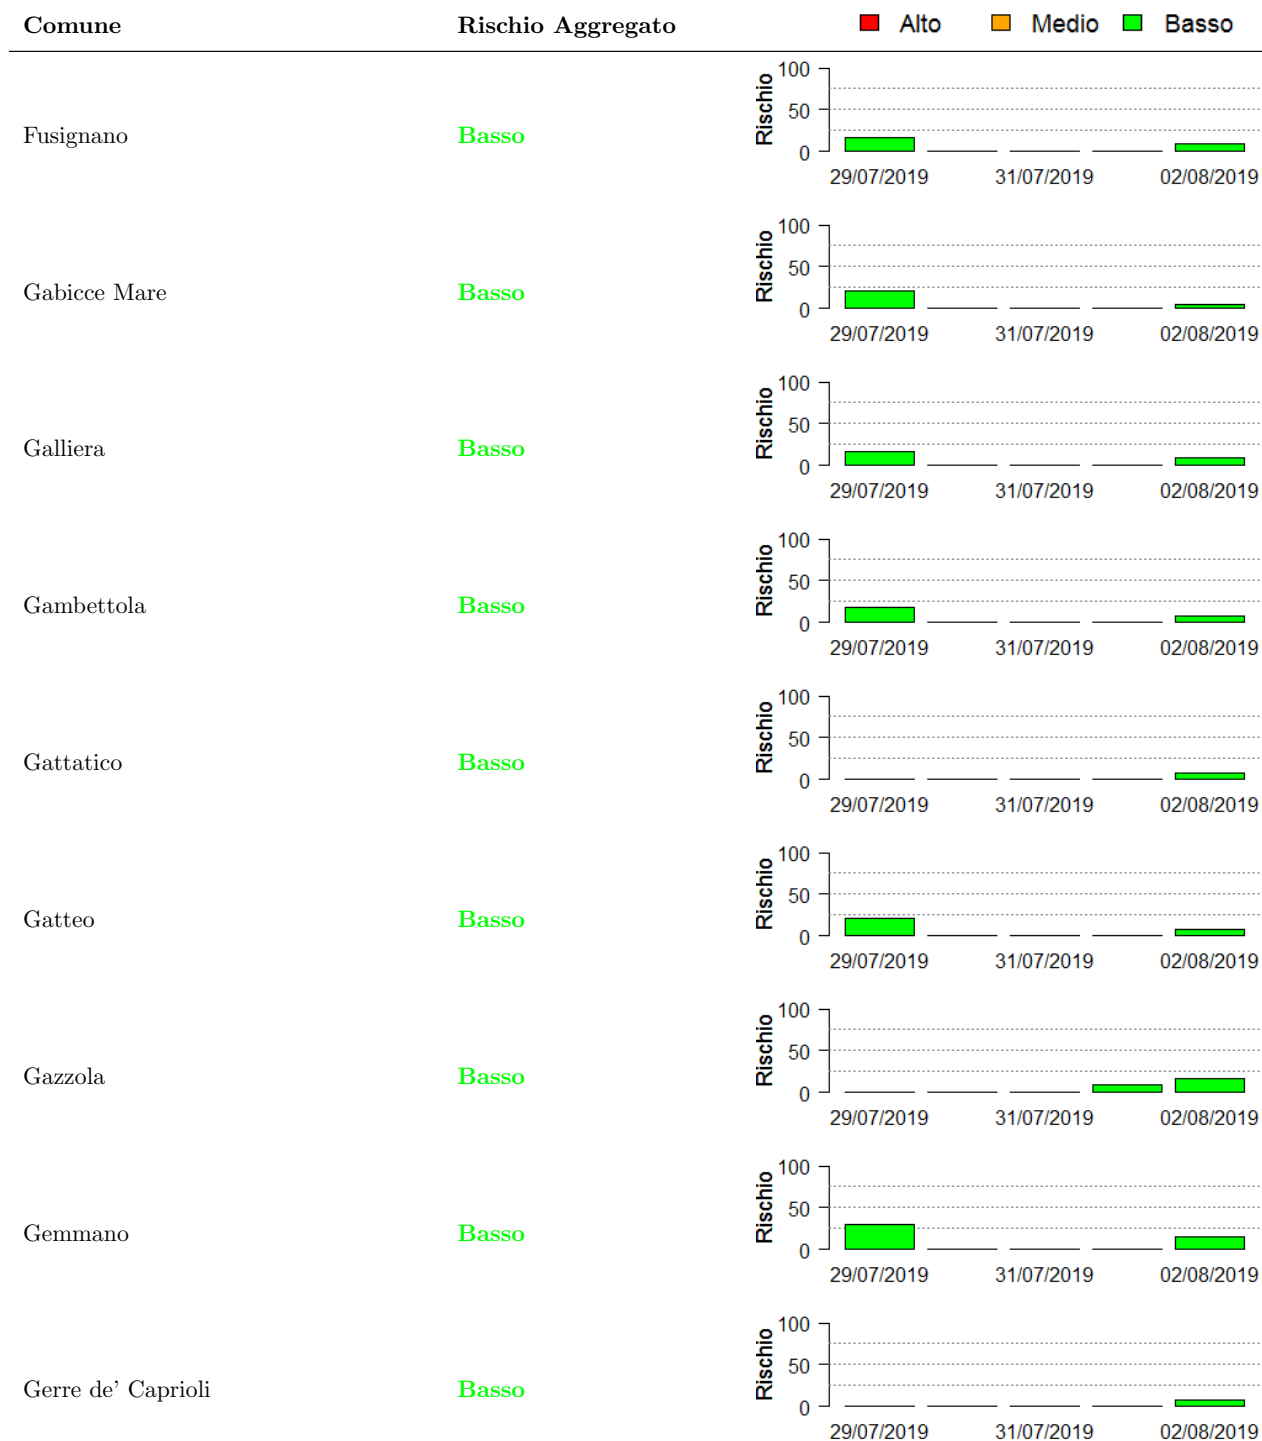 Comune Rischio Aggregato Alto Medio Basso
Fusignano Basso Rischio 100 50 0
29/07/2019 31/07/2019 02/08/2019
Gabicce Mare Basso Rischio 100 50 0
29/07/2019 31/07/2019 02/08/2019
Galliera Basso Rischio 100 50 0
29/07/2019 31/07/2019 02/08/2019
Gambettola Basso Rischio 100 50 0
29/07/2019 31/07/2019 02/08/2019
Gattatico Basso Rischio 100 50 0
29/07/2019 31/07/2019 02/08/2019
Gatteo Basso Rischio 100 50 0
29/07/2019 31/07/2019 02/08/2019
Gazzola Basso Rischio 100 50 0
29/07/2019 31/07/2019 02/08/2019
Gemmano Basso Rischio 100 50 0
29/07/2019 31/07/2019 02/08/2019
Gerre de' Caprioli Basso Rischio 100 50 0
29/07/2019 31/07/2019 02/08/2019